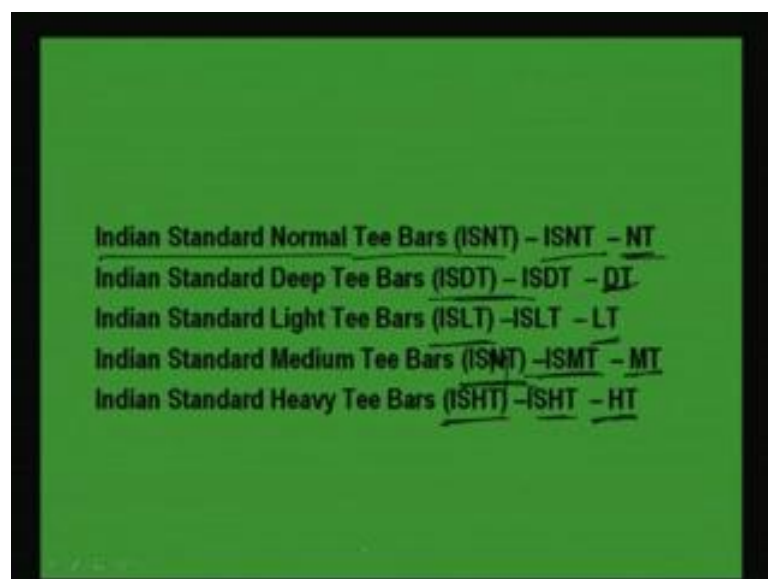 Indian Standard Normal Tee Bars (ISNT) – ISNT – NT
Indian Standard Deep Tee Bars (ISDT) – ISDT – DT
Indian Standard Light Tee Bars (ISLT) –ISLT – LT
Indian Standard Medium Tee Bars (ISNT) –ISMT – MT
Indian Standard Heavy Tee Bars (ISHT) –ISHT – HT